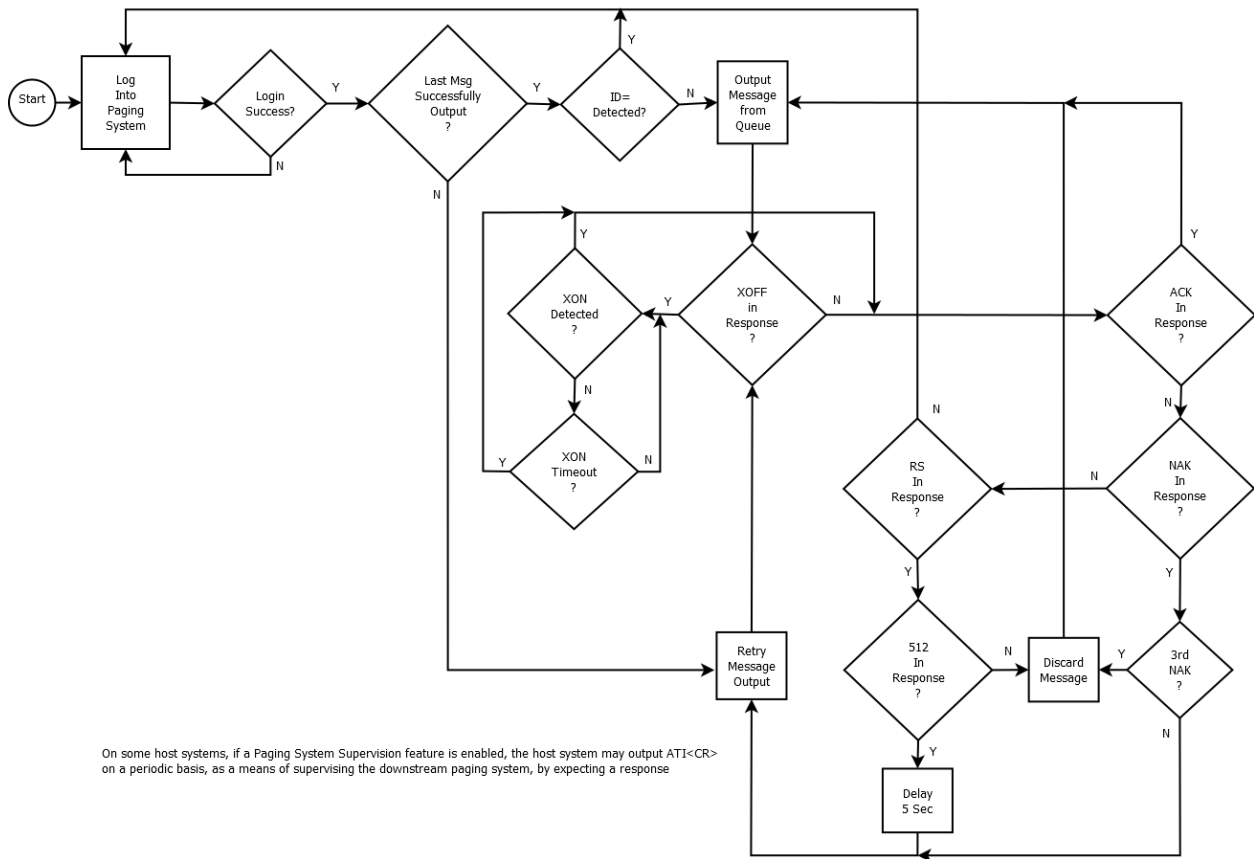 Start
Log
Into
Paging
System
Login
Success?
Y
N
Last Msg
Successfully
Output
?
Y
N
ID=
Detected?
Y
N
Output
Message
from
Queue
XOFF
in
Response
?
Y
N
XON
Detected
?
Y
N
XON
Timeout
?
Y
N
ACK
In
Response
?
Y
N
NAK
In
Response
?
N
Y
RS
In
Response
?
N
Y
512
In
Response
?
N
Y
Discard
Message
3rd
NAK
?
Y
N
Retry
Message
Output
Delay
5 Sec
On some host systems, if a Paging System Supervision feature is enabled, the host system may output ATI<CR>
on a periodic basis, as a means of supervising the downstream paging system, by expecting a response